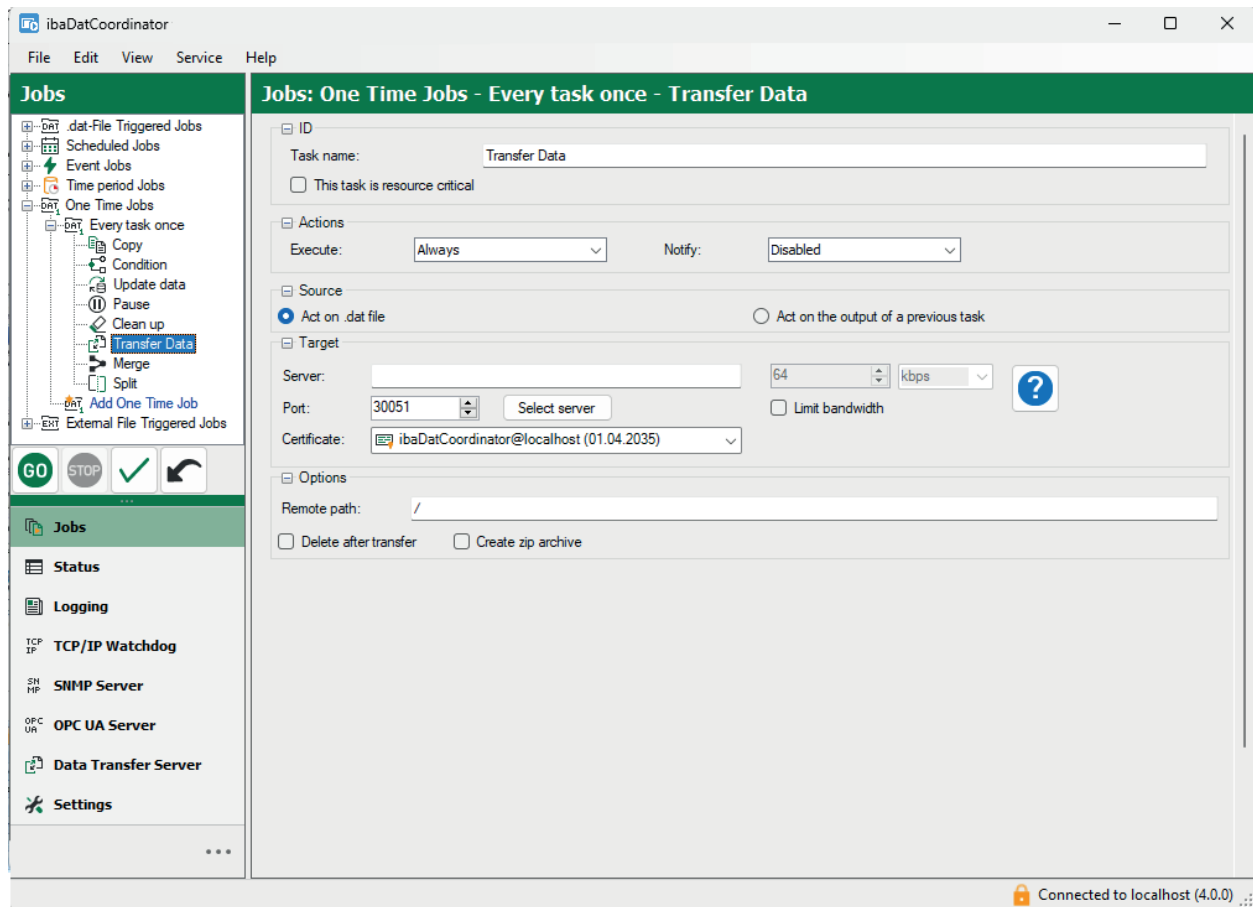 ibaDatCoordinator
File Edit View Service Help
Jobs
Jobs: One Time Jobs - Every task once - Transfer Data
.dat-File Triggered Jobs
Scheduled Jobs
Event Jobs
Time period Jobs
One Time Jobs
Every task once
Copy
Condition
Update data
Pause
Clean up
Transfer Data
Merge
Split
Add One Time Job
External File Triggered Jobs
GO STOP
Jobs
Status
Logging
TCP IP TCP/IP Watchdog
SN MP SNMP Server
OPC UA OPC UA Server
Data Transfer Server
Settings
ID
Task name: Transfer Data
This task is resource critical
Actions
Execute: Always Notify: Disabled
Source
Act on .dat file Act on the output of a previous task
Target
Server: 64 kbps ?
Port: 30051 Select server Limit bandwidth
Certificate: ibaDatCoordinator@localhost (01.04.2035)
Options
Remote path: /
Delete after transfer Create zip archive
Connected to localhost (4.0.0)